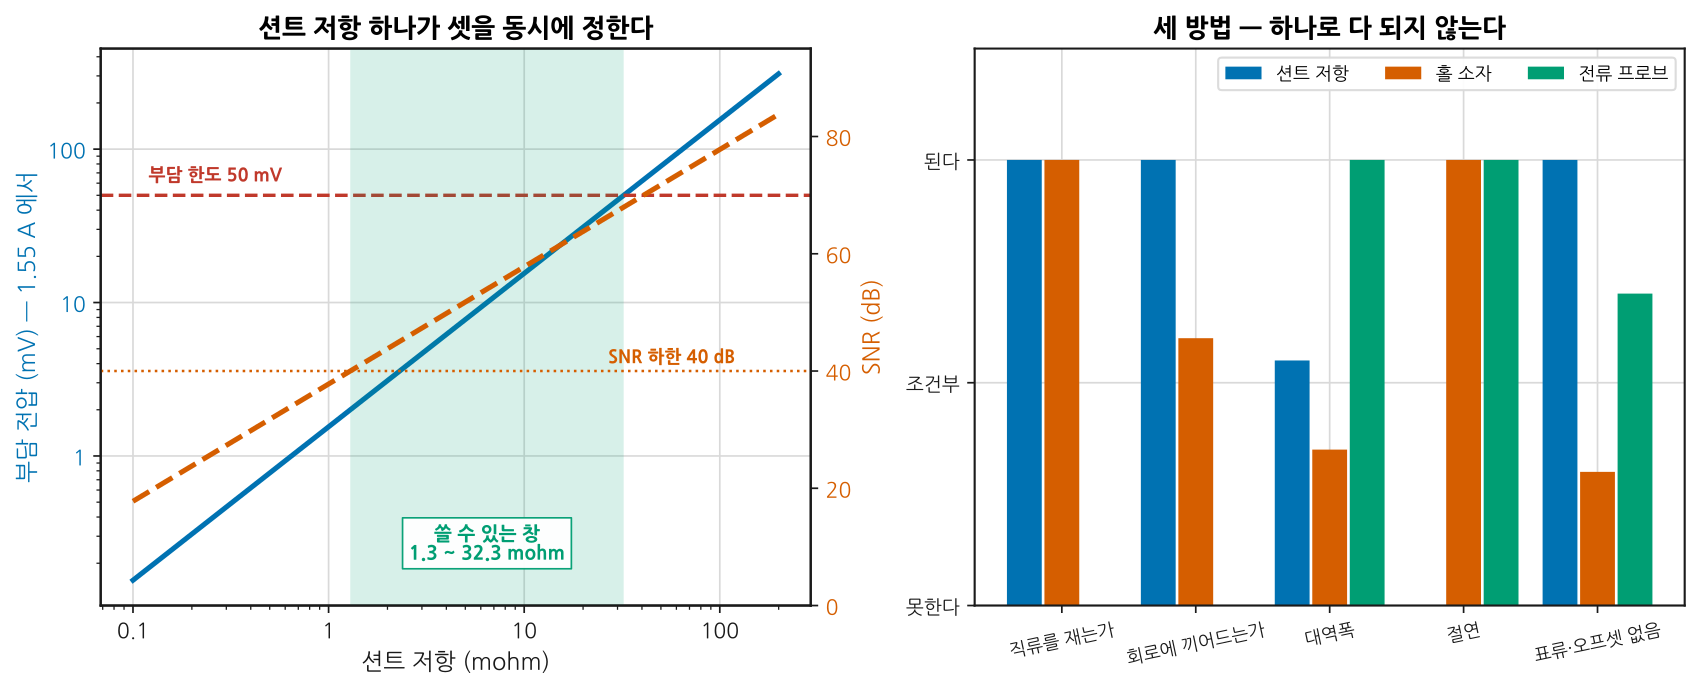 션트 저항 하나가 셋을 동시에 정한다
부담 전압 (mV) — 1.55 A 에서
100
10
1
부담 한도 50 mV
SNR 하한 40 dB
쓸 수 있는 창
1.3 ~ 32.3 mohm
80
60
40
20
0
SNR (dB)
0.1
1
10
100
션트 저항 (mohm)
세 방법 — 하나로 다 되지 않는다
션트 저항
홀 소자
전류 프로브
된다
조건부
못한다
직류를 재는가
회로에 끼어드는가
대역폭
절연
표류·오프셋 없음